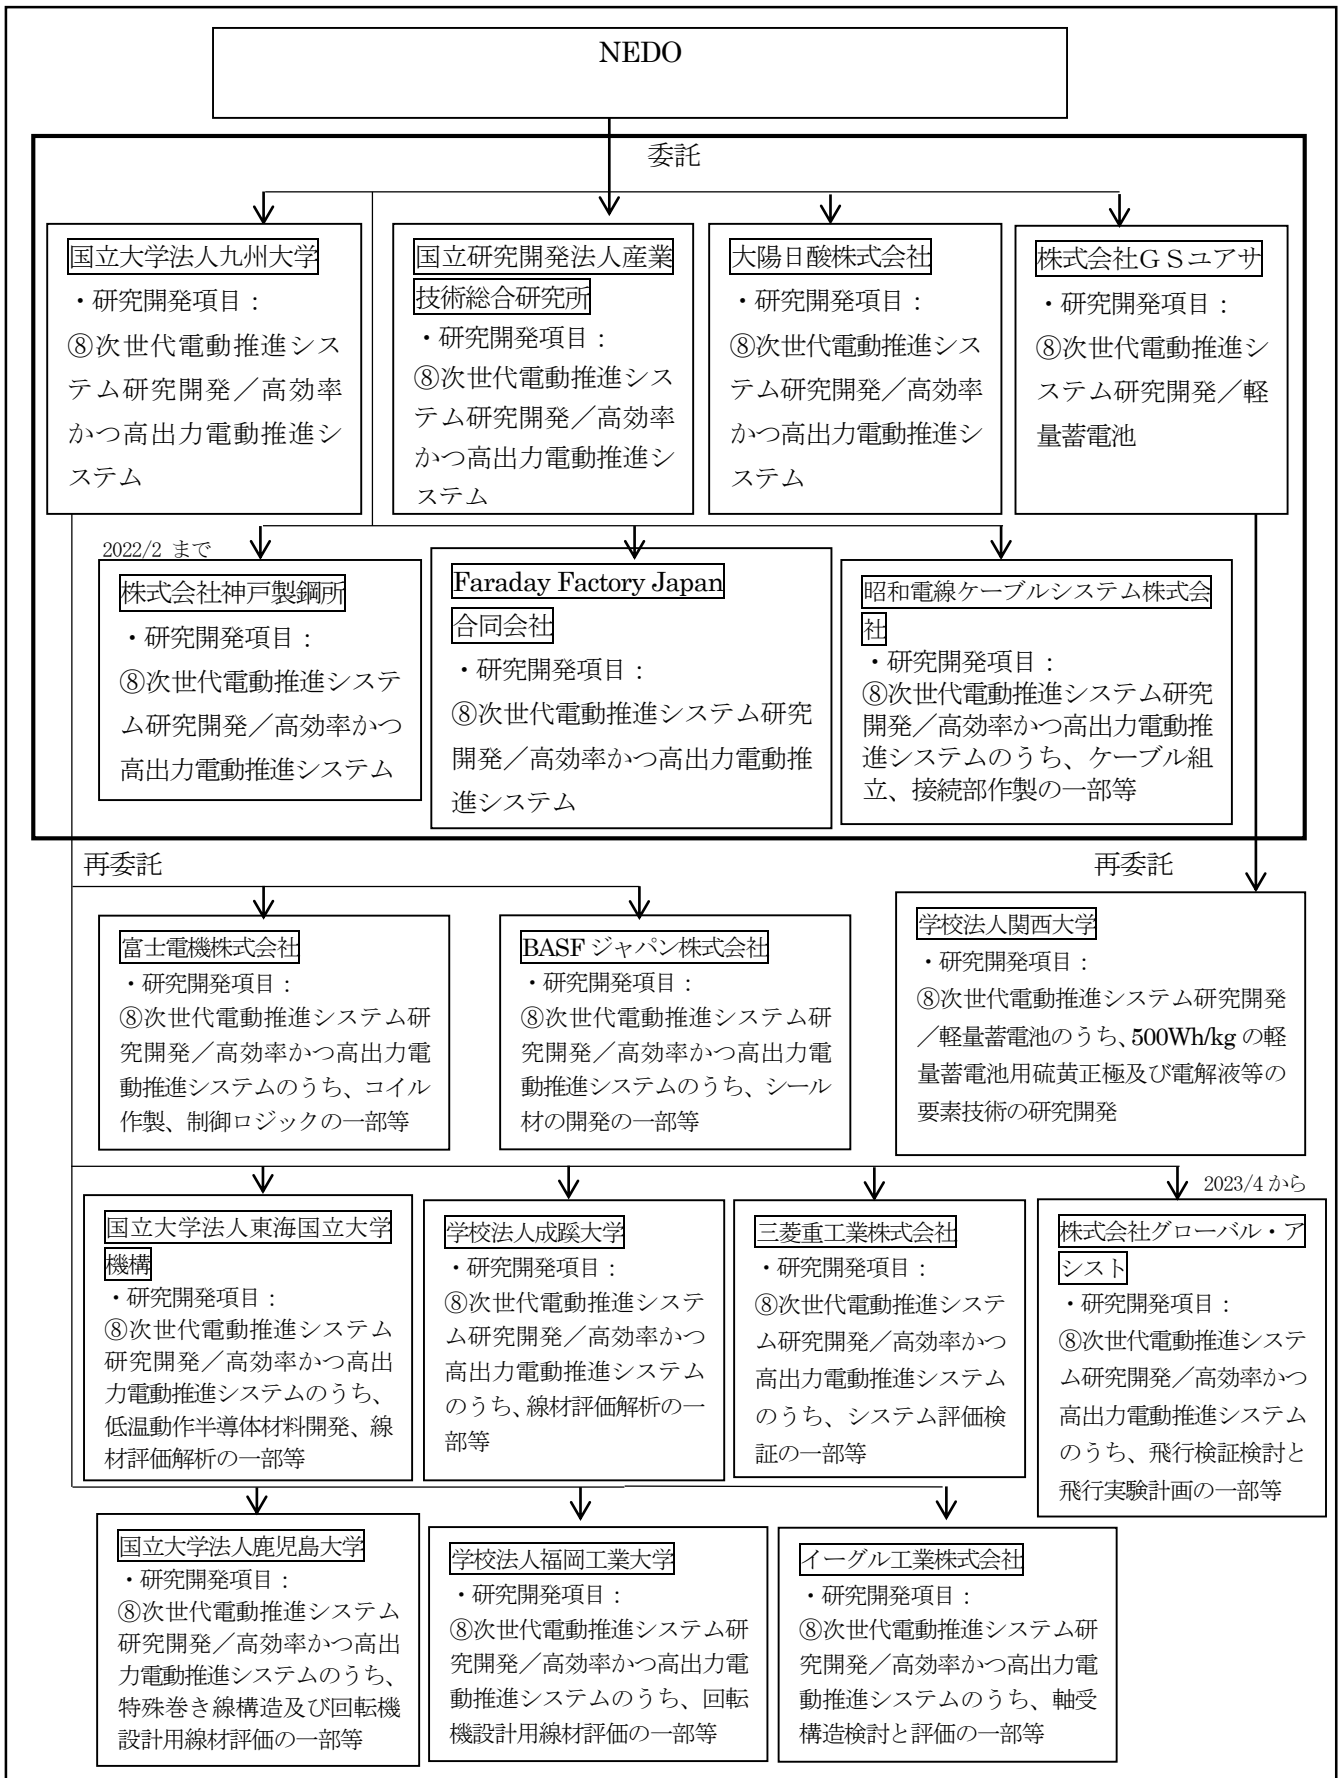 NEDO
委託
国立大学法人九州大学
・研究開発項目：
⑧次世代電動推進シス
テム研究開発／高効率
かつ高出力電動推進シ
ステム
国立研究開発法人産業
技術総合研究所
・研究開発項目：
⑧次世代電動推進シス
テム研究開発／高効率
かつ高出力電動推進シ
ステム
大陽日酸株式会社
・研究開発項目：
⑧次世代電動推進シス
テム研究開発／高効率
かつ高出力電動推進シ
ステム
株式会社ＧＳユアサ
・研究開発項目：
⑧次世代電動推進シ
ステム研究開発／軽
量蓄電池
2022/2 まで
株式会社神戸製鋼所
・研究開発項目：
⑧次世代電動推進システ
ム研究開発／高効率かつ
高出力電動推進システム
Faraday Factory Japan
合同会社
・研究開発項目：
⑧次世代電動推進システム研究
開発／高効率かつ高出力電動推
進システム
昭和電線ケーブルシステム株式会
社
・研究開発項目：
⑧次世代電動推進システム研究
開発／高効率かつ高出力電動推
進システムのうち、ケーブル組
立、接続部作製の一部等
再委託
再委託
富士電機株式会社
・研究開発項目：
⑧次世代電動推進システム研
究開発／高効率かつ高出力電
動推進システムのうち、コイル
作製、制御ロジックの一部等
BASF ジャパン株式会社
・研究開発項目：
⑧次世代電動推進システム研
究開発／高効率かつ高出力電
動推進システムのうち、シール
材の開発の一部等
学校法人関西大学
・研究開発項目：
⑧次世代電動推進システム研究開発
／軽量蓄電池のうち、500Wh/kg の軽
量蓄電池用硫黄正極及び電解液等の
要素技術の研究開発
国立大学法人東海国立大学
機構
・研究開発項目：
⑧次世代電動推進システム
研究開発／高効率かつ高出
力電動推進システムのうち、
低温動作半導体材料開発、線
材評価解析の一部等
学校法人成蹊大学
・研究開発項目：
⑧次世代電動推進システ
ム研究開発／高効率かつ
高出力電動推進システム
のうち、線材評価解析の一
部等
三菱重工業株式会社
・研究開発項目：
⑧次世代電動推進システ
ム研究開発／高効率かつ
高出力電動推進システム
のうち、システム評価検
証の一部等
2023/4 から
株式会社グローバル・ア
シスト
・研究開発項目：
⑧次世代電動推進システ
ム研究開発／高効率かつ
高出力電動推進システム
のうち、飛行検証検討と
飛行実験計画の一部等
国立大学法人鹿児島大学
・研究開発項目：
⑧次世代電動推進システム
研究開発／高効率かつ高出
力電動推進システムのうち、
特殊巻き線構造及び回転機
設計用線材評価の一部等
学校法人福岡工業大学
・研究開発項目：
⑧次世代電動推進システム研
究開発／高効率かつ高出力電
動推進システムのうち、回転
機設計用線材評価の一部等
イーグル工業株式会社
・研究開発項目：
⑧次世代電動推進システム研
究開発／高効率かつ高出力電
動推進システムのうち、軸受
構造検討と評価の一部等